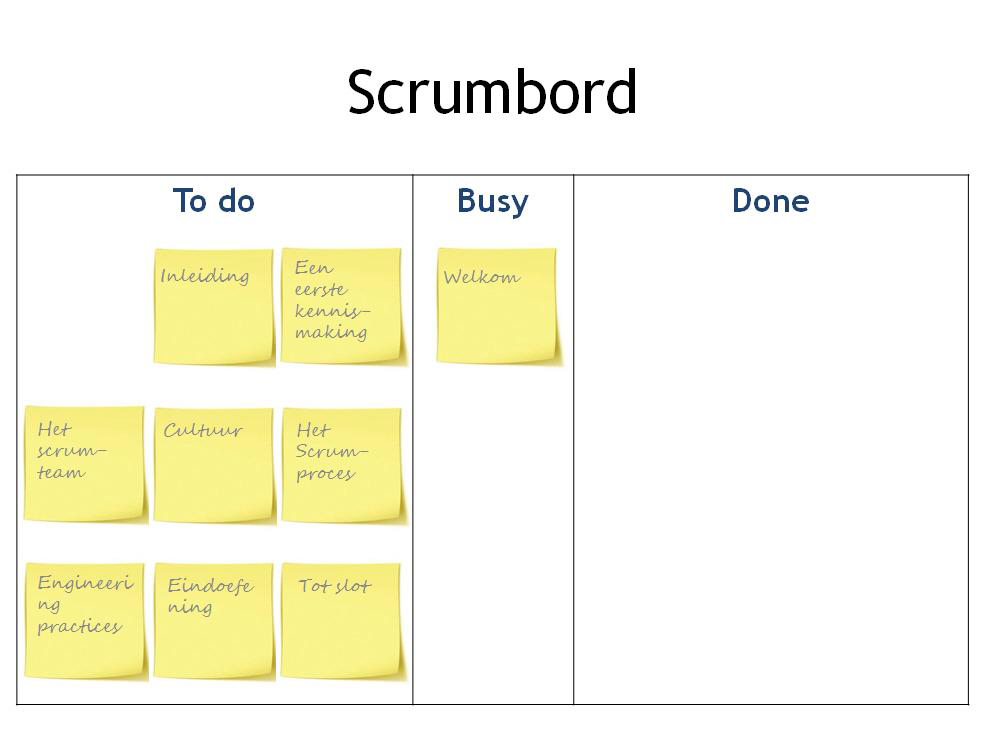 Scrumbord
To do
Busy
Done
Inleiding
Een
eerste
kennis-
making
Welkom
Het
scrum-
team
Cultuur
Het
Scrum-
proces
Engineeri
ng
practices
Eindoefe
ning
Tot slot